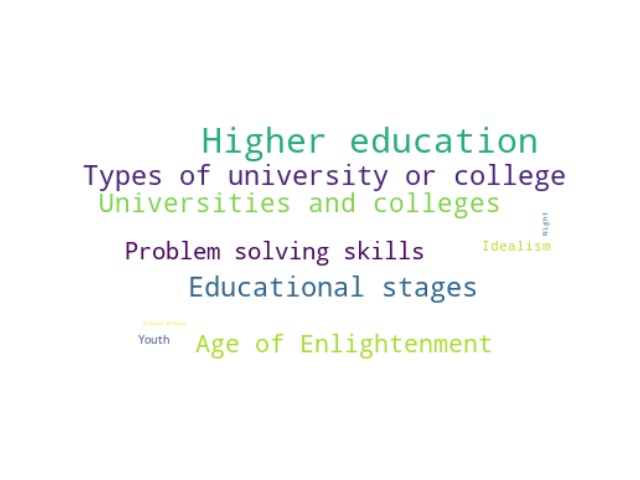 Higher education
Types of university or college
Universities and colleges
Night
Idealism
Problem solving skills
Educational stages
Youth
Age of Enlightenment